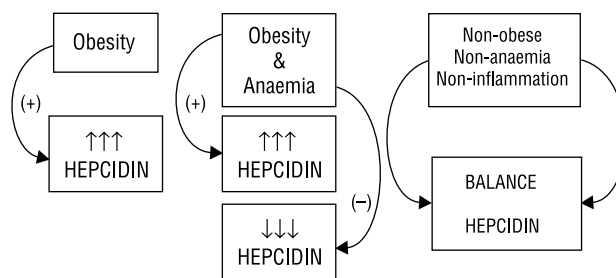 Obesity
(+)
↑↑↑
HEPCIDIN
Obesity
&
Anaemia
(+)
↑↑↑
HEPCIDIN
(−)
↓↓↓
HEPCIDIN
Non-obese
Non-anaemia
Non-inflammation
BALANCE
HEPCIDIN